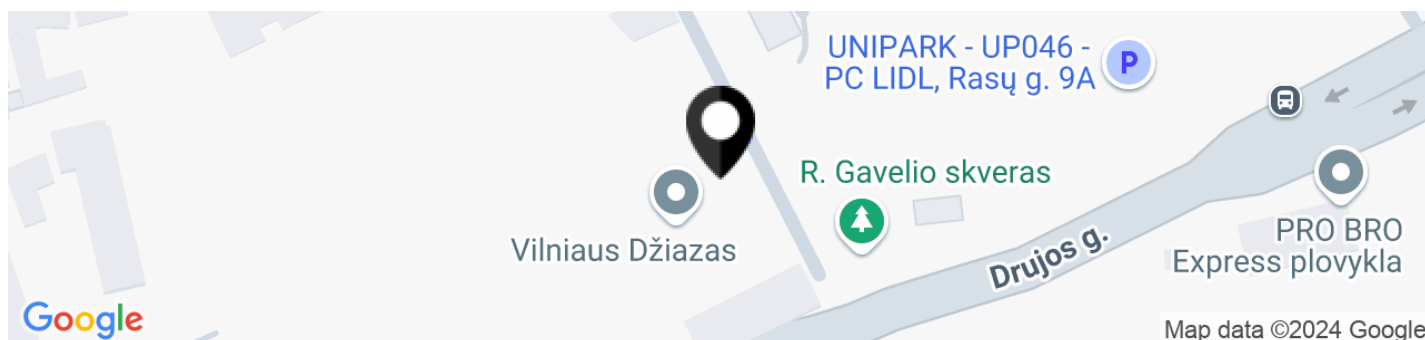 UNIPARK - UP046 -
PC LIDL, Rasų g. 9A
P
R. Gavelio skveras
Vilniaus Džiazas
Drujos g.
PRO BRO
Express plovykla
Google
Map data ©2024 Google